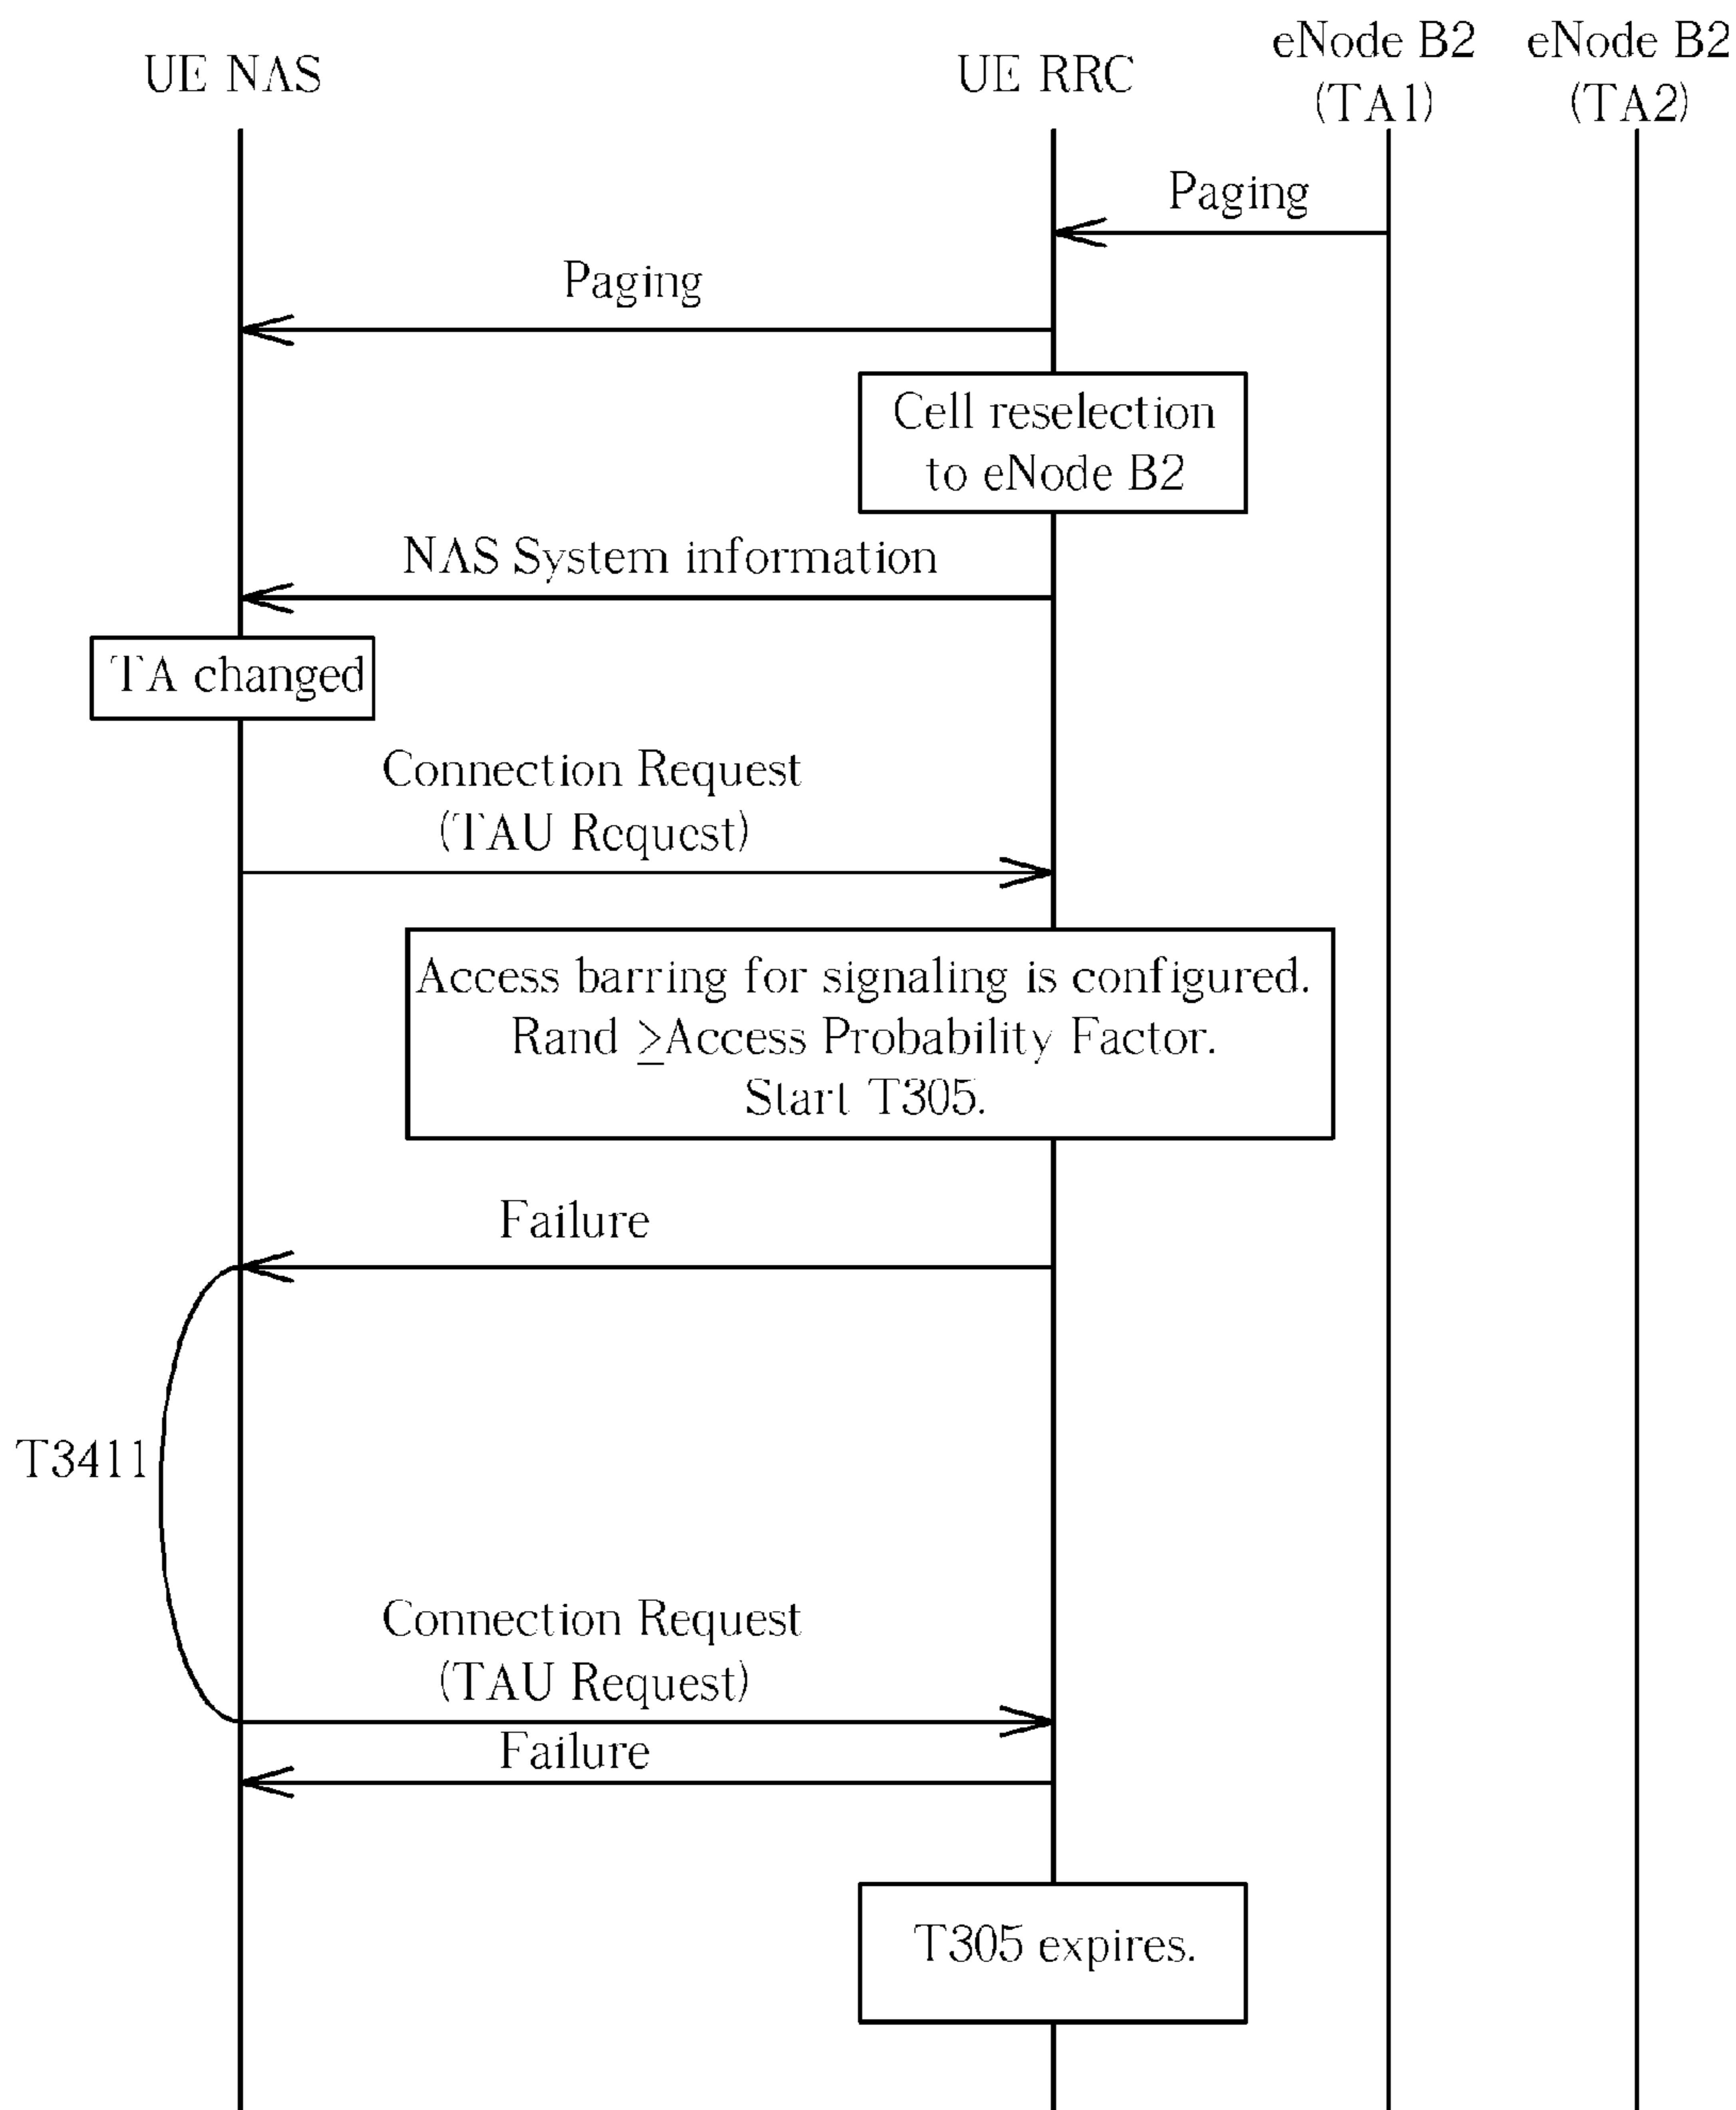 UE NAS
UE RRC
eNode B2
(TA1)
eNode B2
(TA2)
Paging
Paging
Cell reselection
to eNode B2
NAS System information
TA changed
Connection Request
(TAU Request)
Access barring for signaling is configured.
Rand ≥Access Probability Factor.
Start T305.
Failure
T3411
Connection Request
(TAU Request)
Failure
T305 expires.